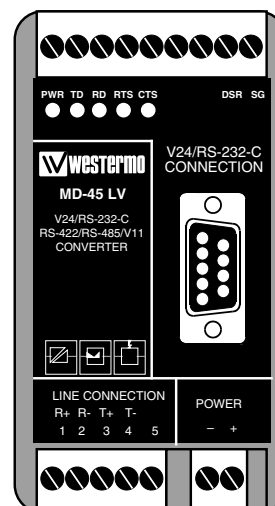 PWR TD RD RTS CTS DSR SG
Westermo
MD-45 LV
V24/RS-232-C
RS-422/RS-485/V11
CONVERTER
V24/RS-232-C
CONNECTION
LINE CONNECTION
R+ R- T+ T-
1 2 3 4 5
POWER
– +